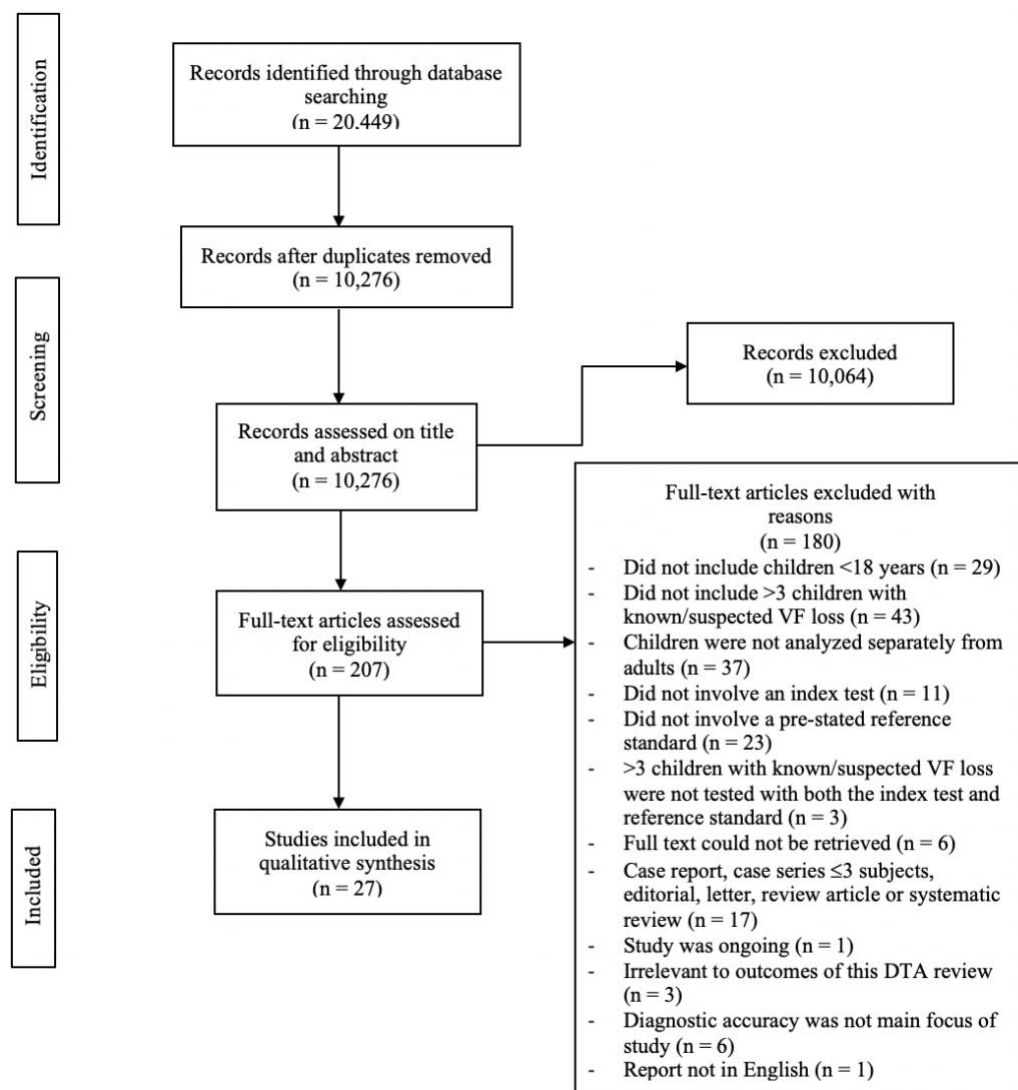 Identification
Records identified through database
searching
(n = 20,449)
Records after duplicates removed
(n = 10,276)
Screening
Records excluded
(n = 10,064)
Records assessed on title
and abstract
(n = 10,276)
Eligibility
Full-text articles assessed
for eligibility
(n = 207)
Full-text articles excluded with
reasons
(n = 180)
- Did not include children <18 years (n = 29)
- Did not include >3 children with
known/suspected VF loss (n = 43)
- Children were not analyzed separately from
adults (n = 37)
- Did not involve an index test (n = 11)
- Did not involve a pre-stated reference
standard (n = 23)
- >3 children with known/suspected VF loss
were not tested with both the index test and
reference standard (n = 3)
- Full text could not be retrieved (n = 6)
- Case report, case series ≤3 subjects,
editorial, letter, review article or systematic
review (n = 17)
- Study was ongoing (n = 1)
- Irrelevant to outcomes of this DTA review
(n = 3)
- Diagnostic accuracy was not main focus of
study (n = 6)
- Report not in English (n = 1)
Included
Studies included in
qualitative synthesis
(n = 27)